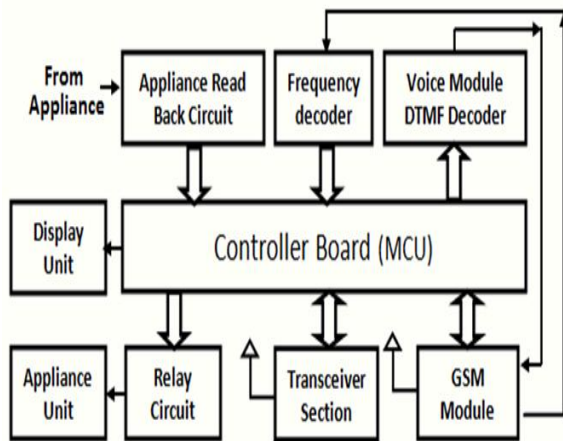 From
Appliance
Appliance Read
Back Circuit
Frequency
decoder
Voice Module
DTMF Decoder
Display
Unit
Controller Board (MCU)
Appliance
Unit
Relay
Circuit
Transceiver
Section
GSM
Module